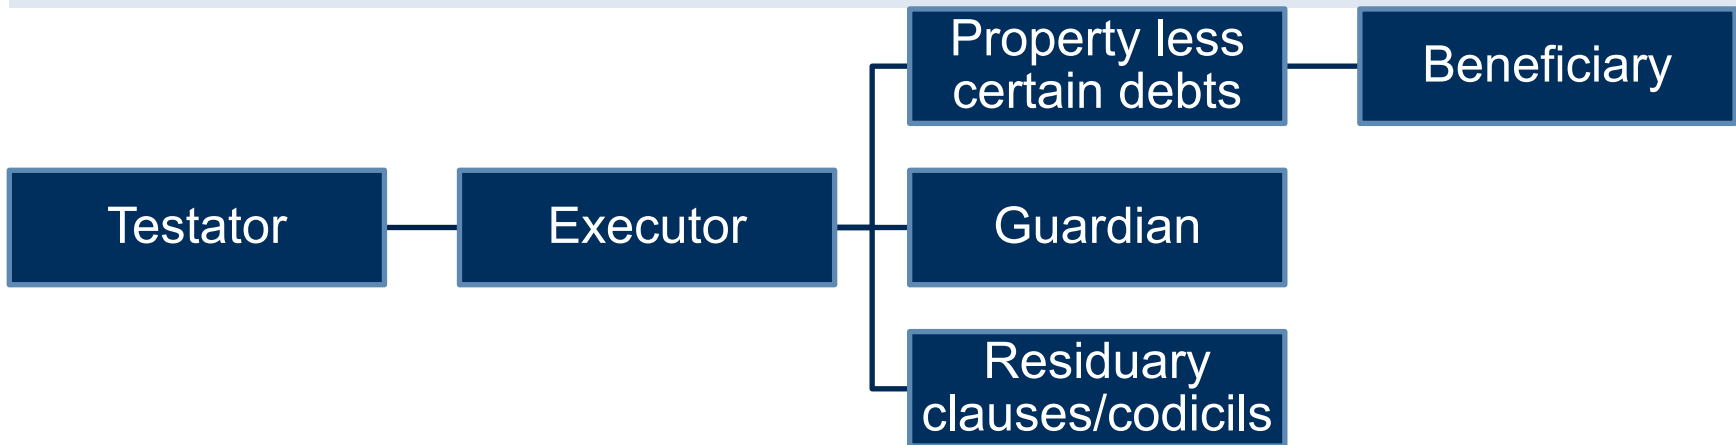 Property less
certain debts
Beneficiary
Testator
Executor
Guardian
Residuary
clauses/codicils